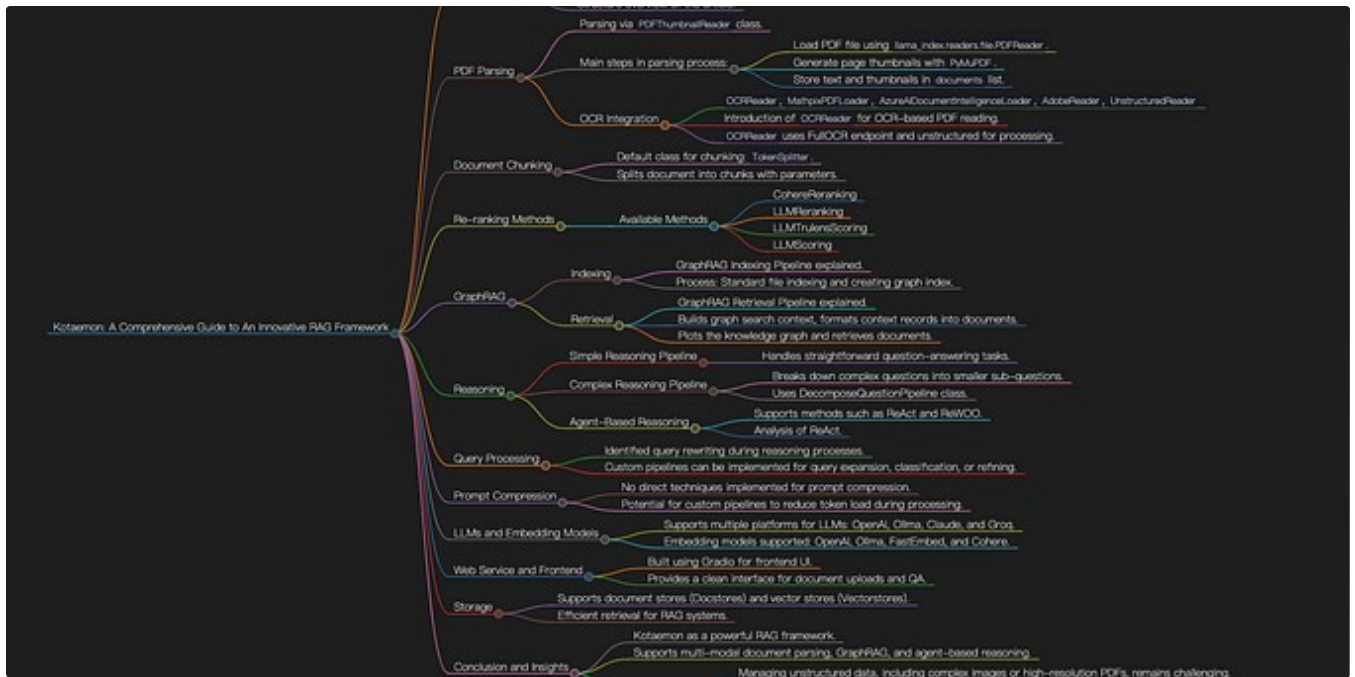 Parsing via PDFThumbnailReader class.
Load PDF file using llama_index.readers.file.PDFReader.
PDF Parsing
Main steps in parsing process:
Generate page thumbnails with PyMuPDF.
Store text and thumbnails in documents list.
OCRReader, MathpixPDFLoader, AzureAIDocumentIntelligenceLoader, AdobeReader, UnstructuredReader
OCR Integration
Introduction of OCRReader for OCR-based PDF reading.
OCRReader uses FullOCR endpoint and unstructured for processing.
Document Chunking
Default class for chunking: TokenSplitter.
Splits document into chunks with parameters.
CohereReranking
Re-ranking Methods
Available Methods
LLMReranking
LLMTrulensScoring
LLMScoring
GraphRAG
Indexing
GraphRAG Indexing Pipeline explained.
Process: Standard file indexing and creating graph index.
Retrieval
GraphRAG Retrieval Pipeline explained.
Builds graph search context, formats context records into documents.
Plots the knowledge graph and retrieves documents.
Kotaemon: A Comprehensive Guide to An Innovative RAG Framework
Reasoning
Simple Reasoning Pipeline
Handles straightforward question-answering tasks.
Complex Reasoning Pipeline
Breaks down complex questions into smaller sub-questions.
Uses DecomposeQuestionPipeline class.
Agent-Based Reasoning
Supports methods such as ReAct and ReWOO.
Analysis of ReAct.
Query Processing
Identified query rewriting during reasoning processes.
Custom pipelines can be implemented for query expansion, classification, or refining.
Prompt Compression
No direct techniques implemented for prompt compression.
Potential for custom pipelines to reduce token load during processing.
LLMs and Embedding Models
Supports multiple platforms for LLMs: OpenAI, Ollma, Claude, and Groq.
Embedding models supported: OpenAI, Ollma, FastEmbed, and Cohere.
Web Service and Frontend
Built using Gradio for frontend UI.
Provides a clean interface for document uploads and QA.
Storage
Supports document stores (Docstores) and vector stores (Vectorstores).
Efficient retrieval for RAG systems.
Conclusion and Insights
Kotaemon as a powerful RAG framework.
Supports multi-modal document parsing, GraphRAG, and agent-based reasoning.
Managing unstructured data, including complex images or high-resolution PDFs, remains challenging.